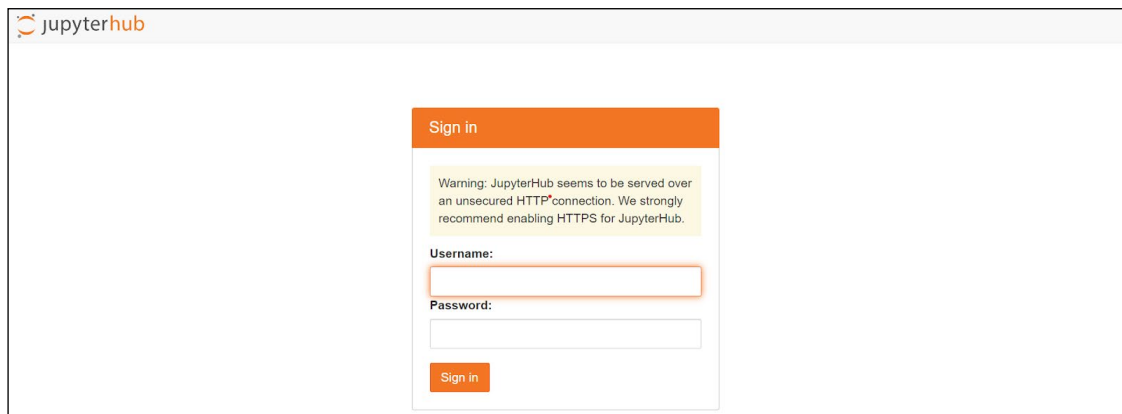 jupyterhub
Sign in
Warning: JupyterHub seems to be served over
an unsecured HTTP connection. We strongly
recommend enabling HTTPS for JupyterHub.
Username:
Password:
Sign in